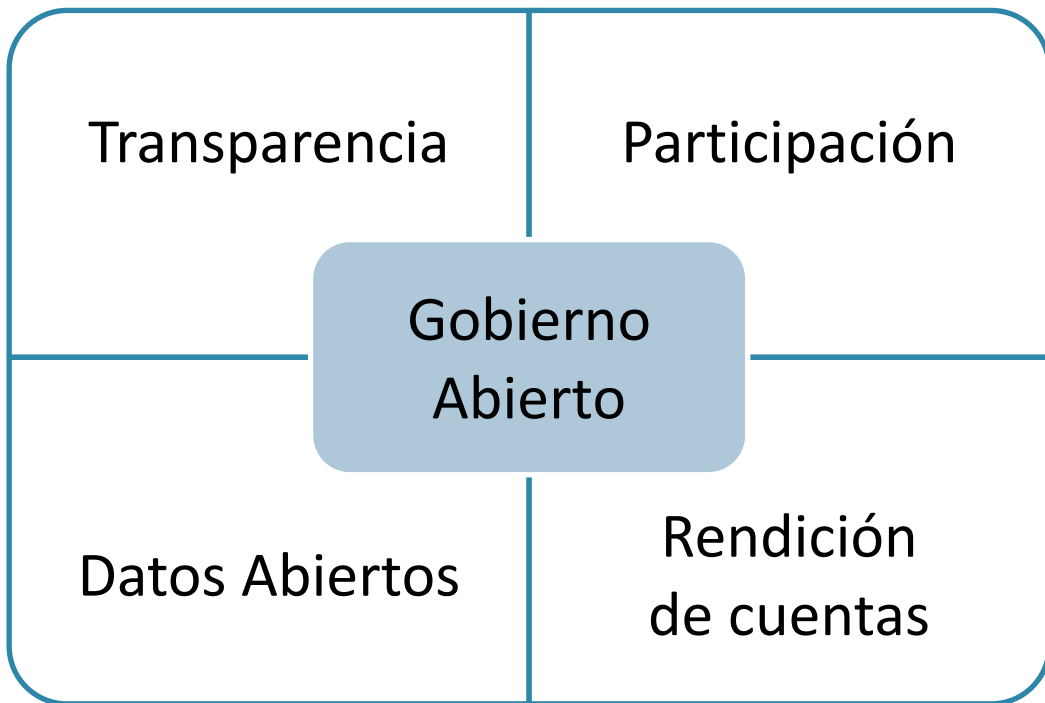 Transparencia
Participación
Gobierno
Abierto
Datos Abiertos
Rendición
de cuentas